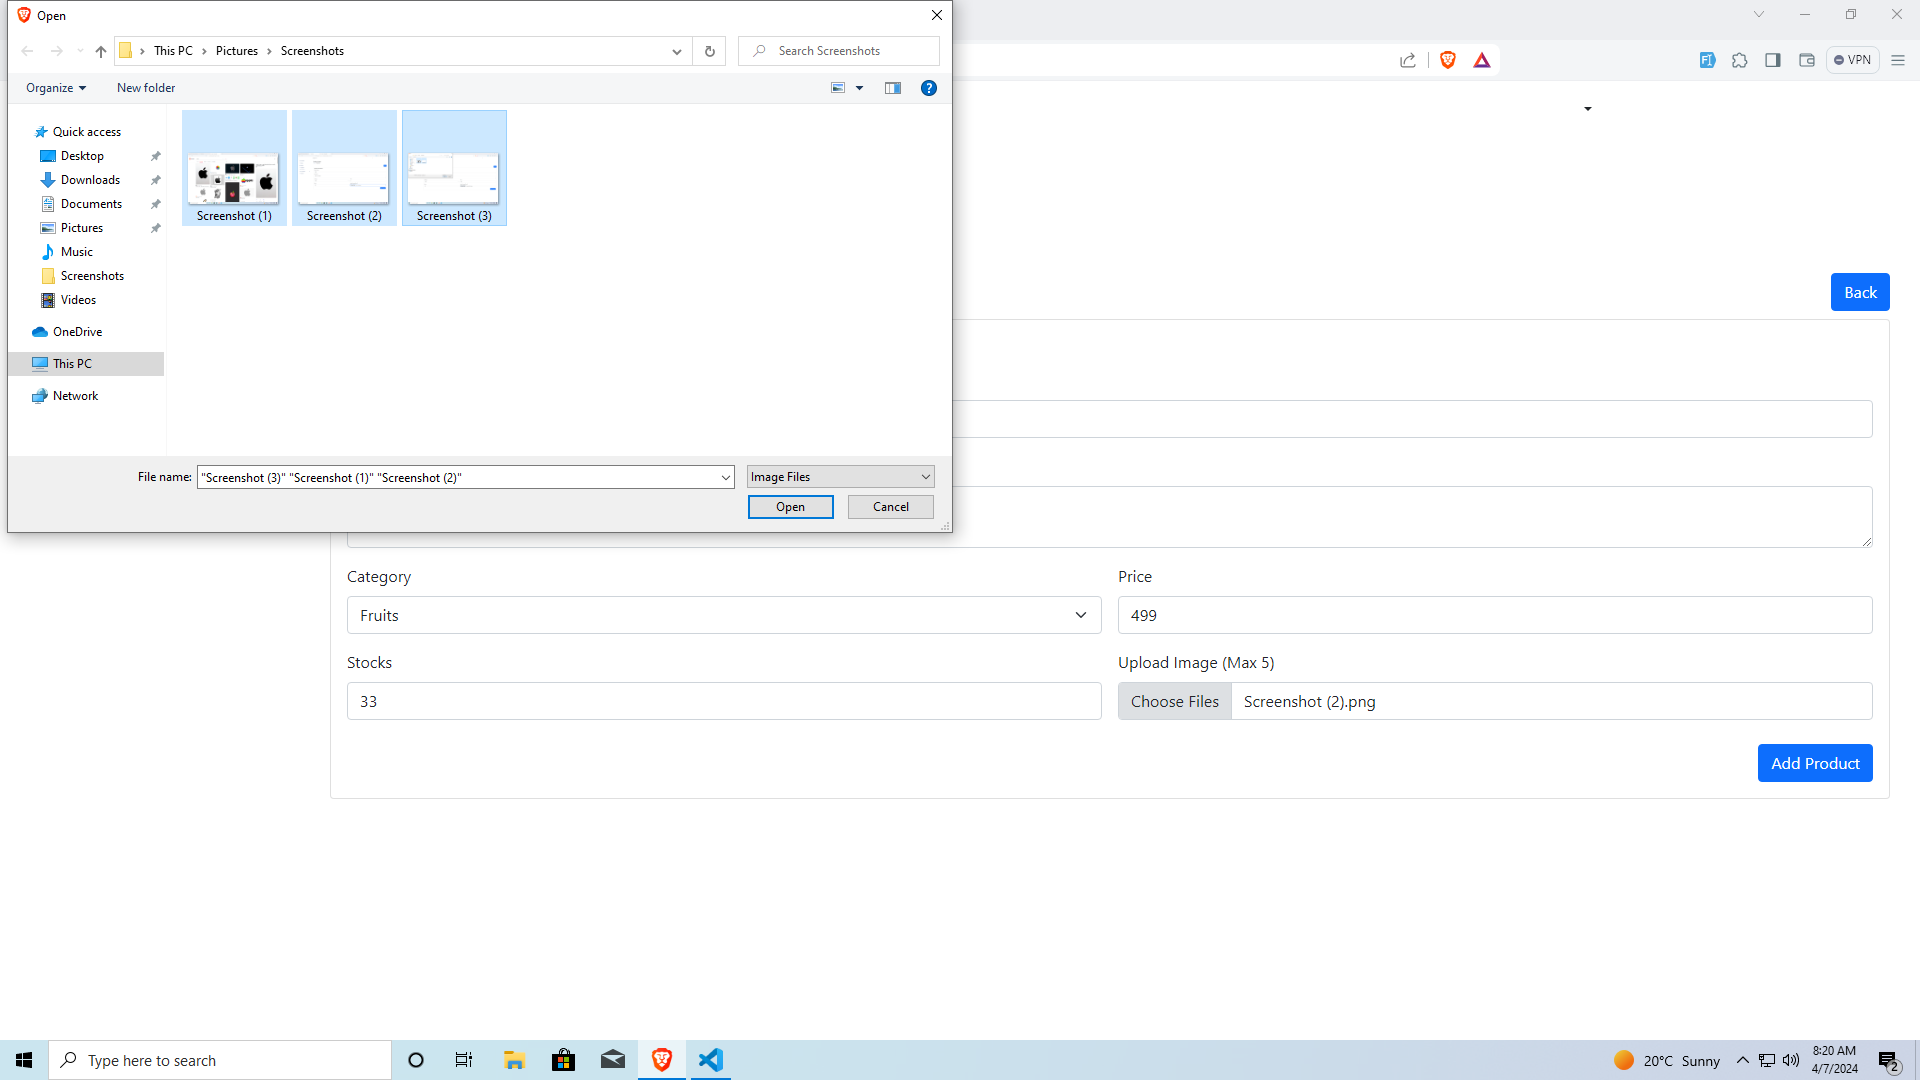 Open
This PC
Pictures
Screenshots
Search Screenshots
Organize
New folder
Quick access
Desktop
Downloads
Documents
Pictures
Music
Screenshots
Videos
OneDrive
This PC
Network
Screenshot (1)
Screenshot (2)
Screenshot (3)
File name:
"Screenshot (3)" "Screenshot (1)" "Screenshot (2)"
Image Files
Open
Cancel
VPN
Back
Category
Price
Fruits
499
Stocks
Upload Image (Max 5)
33
Choose Files
Screenshot (2).png
Add Product
Type here to search
20°C Sunny
8:20 AM
4/7/2024
2